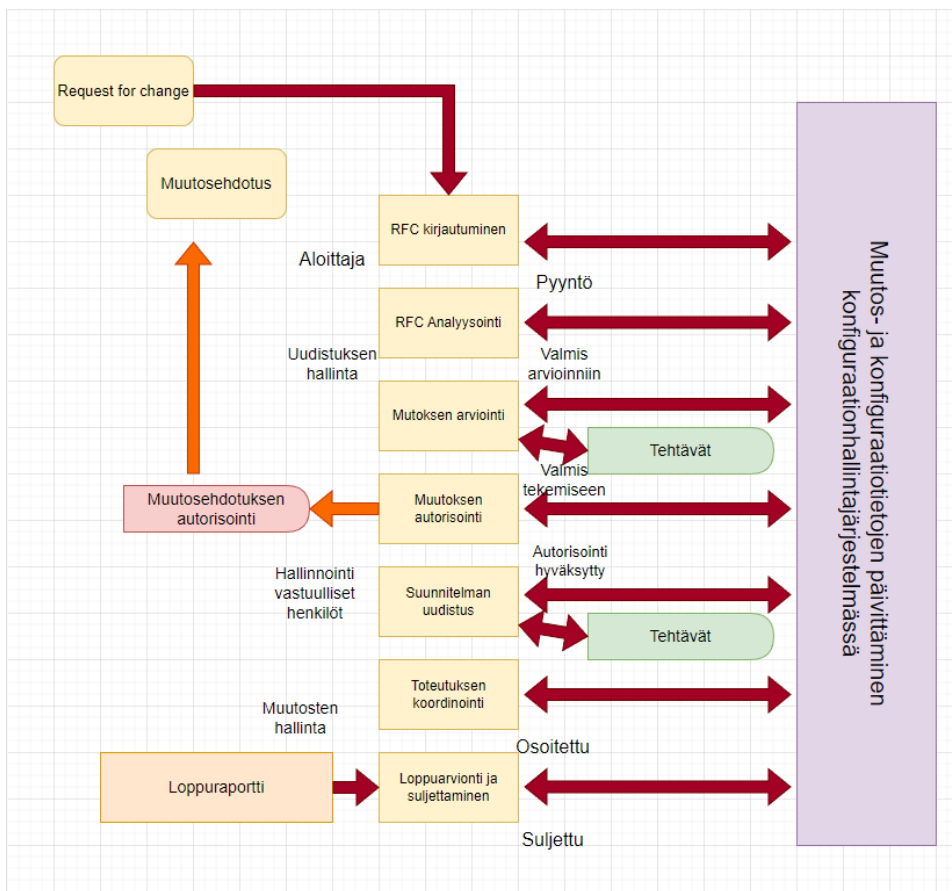 Request for change
Muutosehdotus
RFC kirjautuminen
Aloittaja
Pyyntö
RFC Analyysointi
Uudistuksen
hallinta
Valmis
arvioinniin
Mutoksen arviointi
Tehtävät
Valmis
tekemiseen
Muutosehdotuksen
autorisointi
Muutoksen
autorisointi
Autorisointi
hyväksytty
Hallinnointi
vastuulliset
henkilöt
Suunnitelman
uudistus
Tehtävät
Toteutuksen
koordinointi
Muutosten
hallinta
Osoitettu
Loppuraportti
Loppuarvionti ja
suljettaminen
Suljettu
Muutos- ja konfiguraatiotietojen päivittäminen
konfiguraationhallintajärjestelmässä